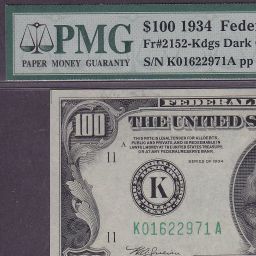 PMG
PAPER MONEY GUARANTY
$100 1934 Feder
Fr#2152-Kdgs Dark
S/N K01622971A pp
FEDERAL
100
THE UNITED S
THIS NOTE IS LEGAL TENDER FOR ALL DEBTS,
PUBLIC AND PRIVATE AND IS REDEEMABLE IN
LAWFUL MONEY AT THE UNITED STATES TREASURY,
OR AT ANY FEDERAL RESERVE BANK
SERIES OF 1934
11
K
11
K01622971A